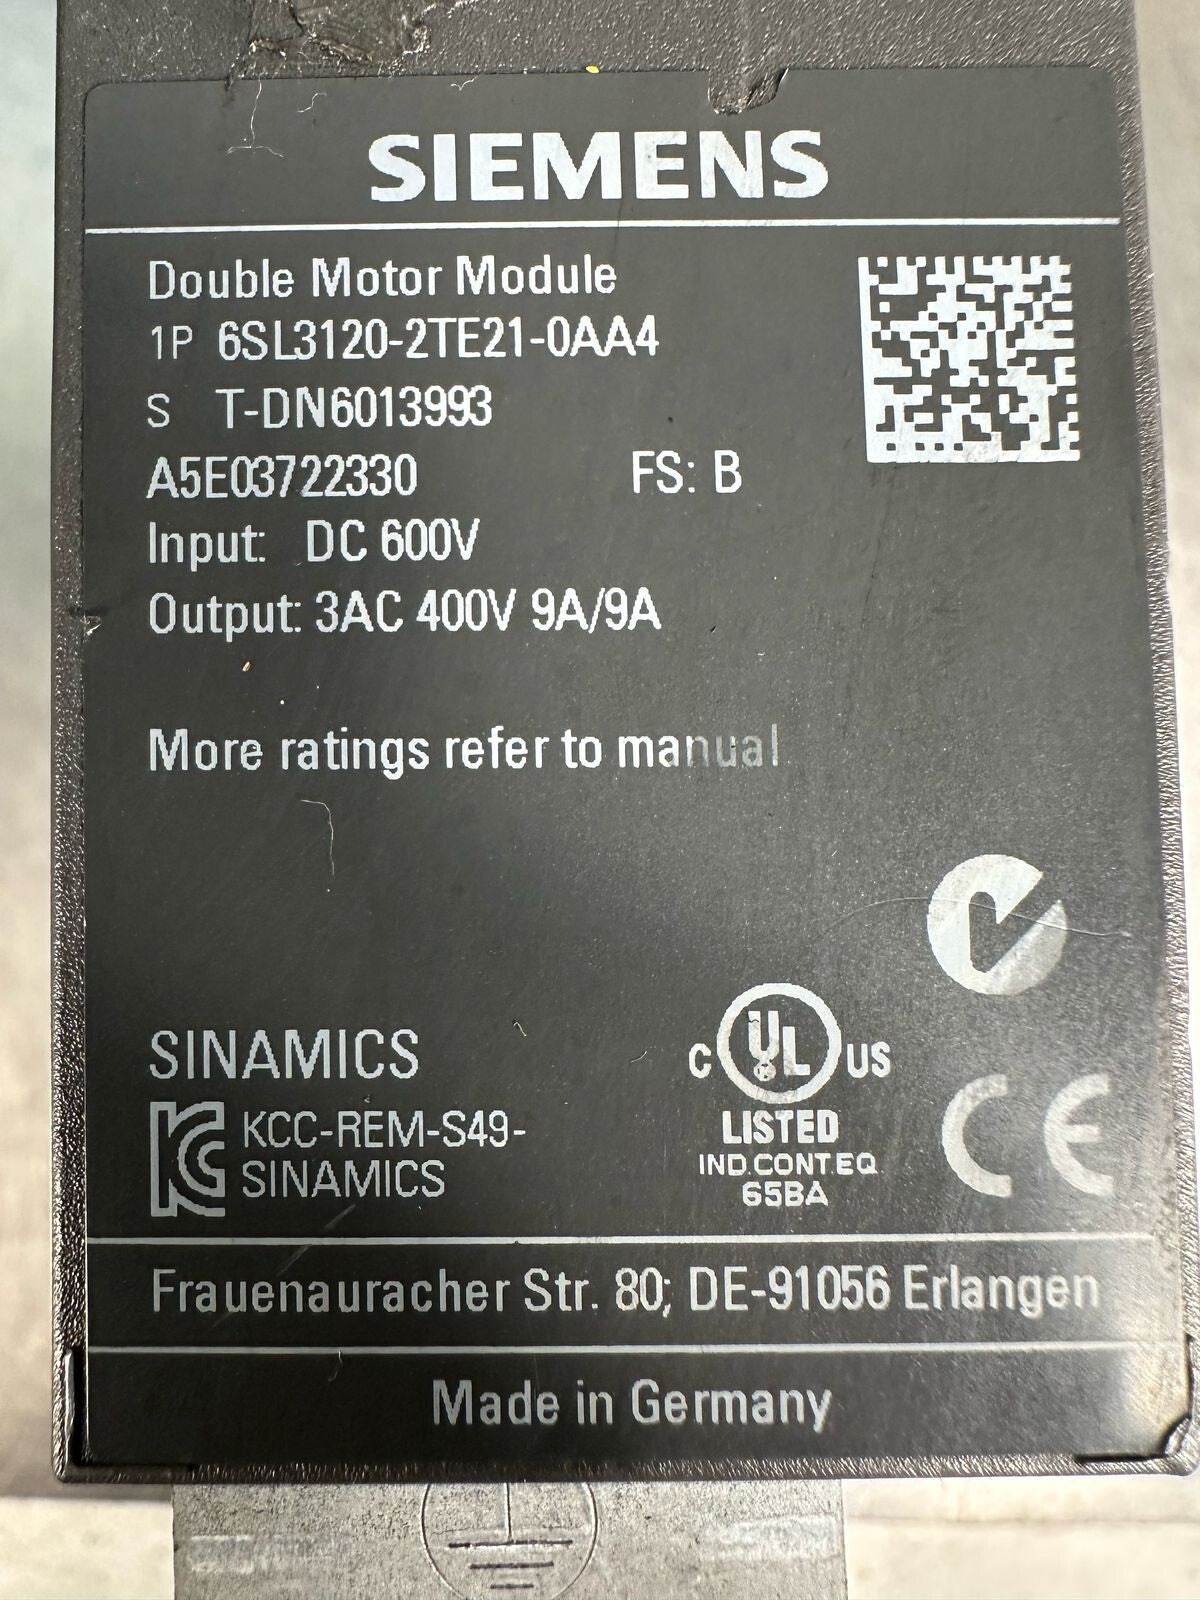 SIEMENS
Double Motor Module
1P 6SL3120-2TE21-0AA4
S T-DN6013993
A5E03722330 FS: B
Input: DC 600V
Output: 3AC 400V 9A/9A
More ratings refer to manual
SINAMICS
KCC-REM-S49-
SINAMICS
C UL US
LISTED
IND.CONT.EQ
65BA
CE
Frauenauracher Str. 80; DE-91056 Erlangen
Made in Germany